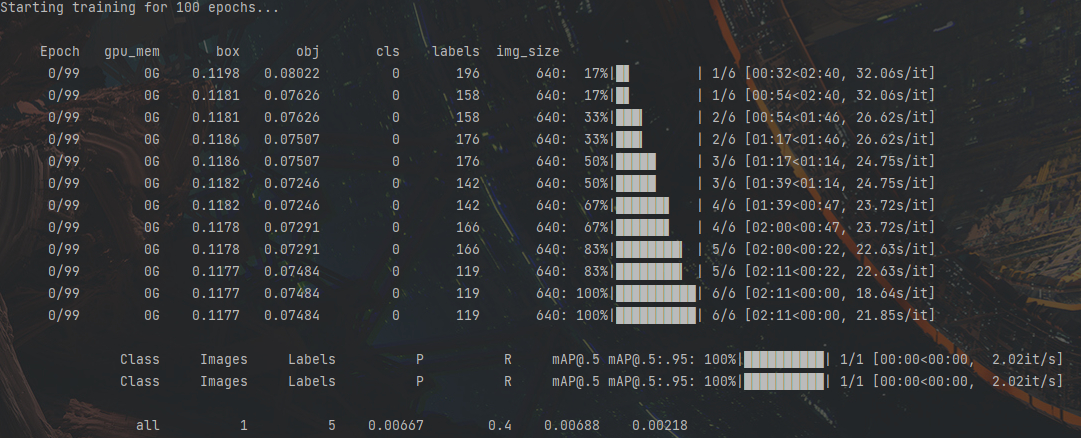 Starting training for 100 epochs...
Epoch gpu_mem box obj cls labels img_size
0/99 0G 0.1198 0.08022 0 196 640: 17%|██ | 1/6 [00:32<02:40, 32.06s/it]
0/99 0G 0.1181 0.07626 0 158 640: 17%|██ | 1/6 [00:54<02:40, 32.06s/it]
0/99 0G 0.1181 0.07626 0 158 640: 33%|███ | 2/6 [00:54<01:46, 26.62s/it]
0/99 0G 0.1186 0.07507 0 176 640: 33%|███ | 2/6 [01:17<01:46, 26.62s/it]
0/99 0G 0.1186 0.07507 0 176 640: 50%|█████ | 3/6 [01:17<01:14, 24.75s/it]
0/99 0G 0.1182 0.07246 0 142 640: 50%|█████ | 3/6 [01:39<01:14, 24.75s/it]
0/99 0G 0.1182 0.07246 0 142 640: 67%|███████ | 4/6 [01:39<00:47, 23.72s/it]
0/99 0G 0.1178 0.07291 0 166 640: 67%|███████ | 4/6 [02:00<00:47, 23.72s/it]
0/99 0G 0.1178 0.07291 0 166 640: 83%|████████ | 5/6 [02:00<00:22, 22.63s/it]
0/99 0G 0.1177 0.07484 0 119 640: 83%|████████ | 5/6 [02:11<00:22, 22.63s/it]
0/99 0G 0.1177 0.07484 0 119 640: 100%|██████████| 6/6 [02:11<00:00, 18.64s/it]
0/99 0G 0.1177 0.07484 0 119 640: 100%|██████████| 6/6 [02:11<00:00, 21.85s/it]
Class Images Labels P R mAP@.5 mAP@.5:.95: 100%|██████████| 1/1 [00:00<00:00, 2.02it/s]
Class Images Labels P R mAP@.5 mAP@.5:.95: 100%|██████████| 1/1 [00:00<00:00, 2.02it/s]
all 1 5 0.00667 0.4 0.00688 0.00218